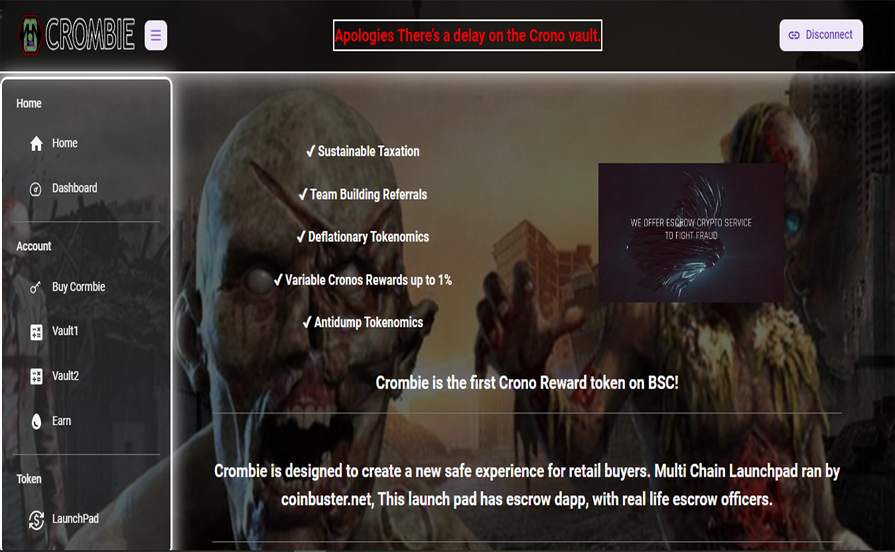 CROMBIE
Apologies There's a delay on the Crono vault.
Disconnect
Home
Home
Dashboard
Account
Buy Cormbie
Vault1
Vault2
Earn
Token
LaunchPad
✓ Sustainable Taxation
✓ Team Building Referrals
✓ Deflationary Tokenomics
✓ Variable Cronos Rewards up to 1%
✓ Antidump Tokenomics
WE OFFER ESCROW CRYPTO SERVICE
TO FIGHT FRAUD
Crombie is the first Crono Reward token on BSC!
Crombie is designed to create a new safe experience for retail buyers. Multi Chain Launchpad ran by
coinbuster.net, This launch pad has escrow dapp, with real life escrow officers.